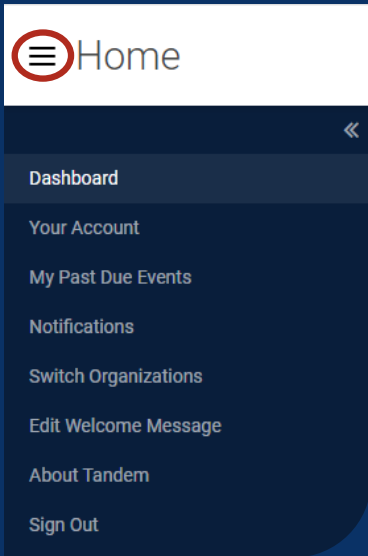 Home
Dashboard
Your Account
My Past Due Events
Notifications
Switch Organizations
Edit Welcome Message
About Tandem
Sign Out